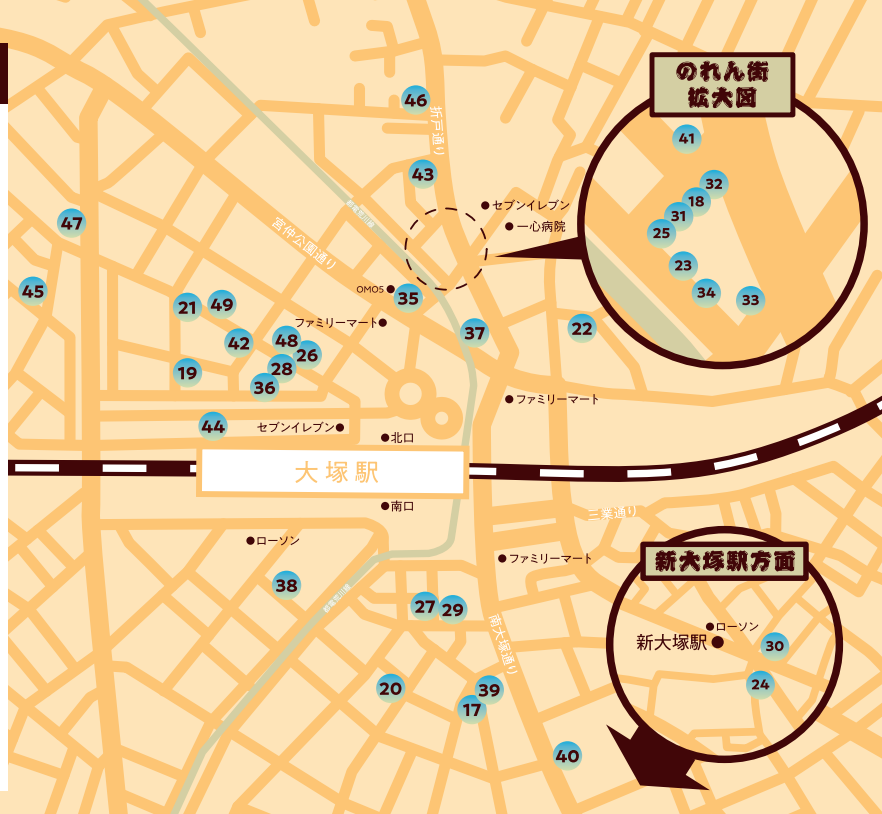 のれん街
拡大図
46
折戸通り
41
43
32
18
セブンイレブン
31
47
宮仲公園通り
都電荒川線
一心病院
25
23
45
OMO5
35
34
33
21
49
ファミリーマート
37
22
42
48
26
19
28
36
ファミリーマート
44
セブンイレブン
北口
大塚駅
南口
三業通り
ローソン
ファミリーマート
新大塚駅方面
38
都電荒川線
27
29
南大塚通り
ローソン
新大塚駅
30
20
39
24
17
40